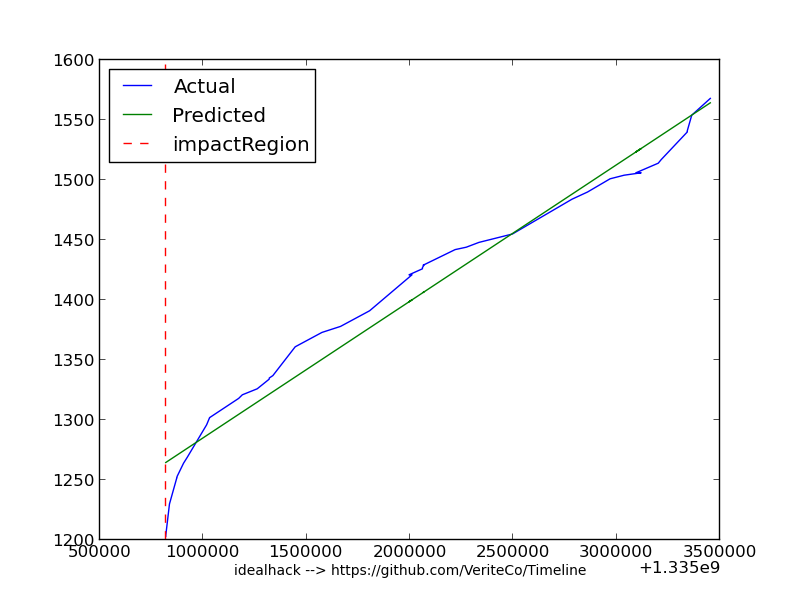 1600
1550
1500
1450
1400
1350
1300
1250
1200
Actual
Predicted
impactRegion
500000 1000000 1500000 2000000 2500000 3000000 3500000
+1.335e9
idealhack --> https://github.com/VeriteCo/Timeline